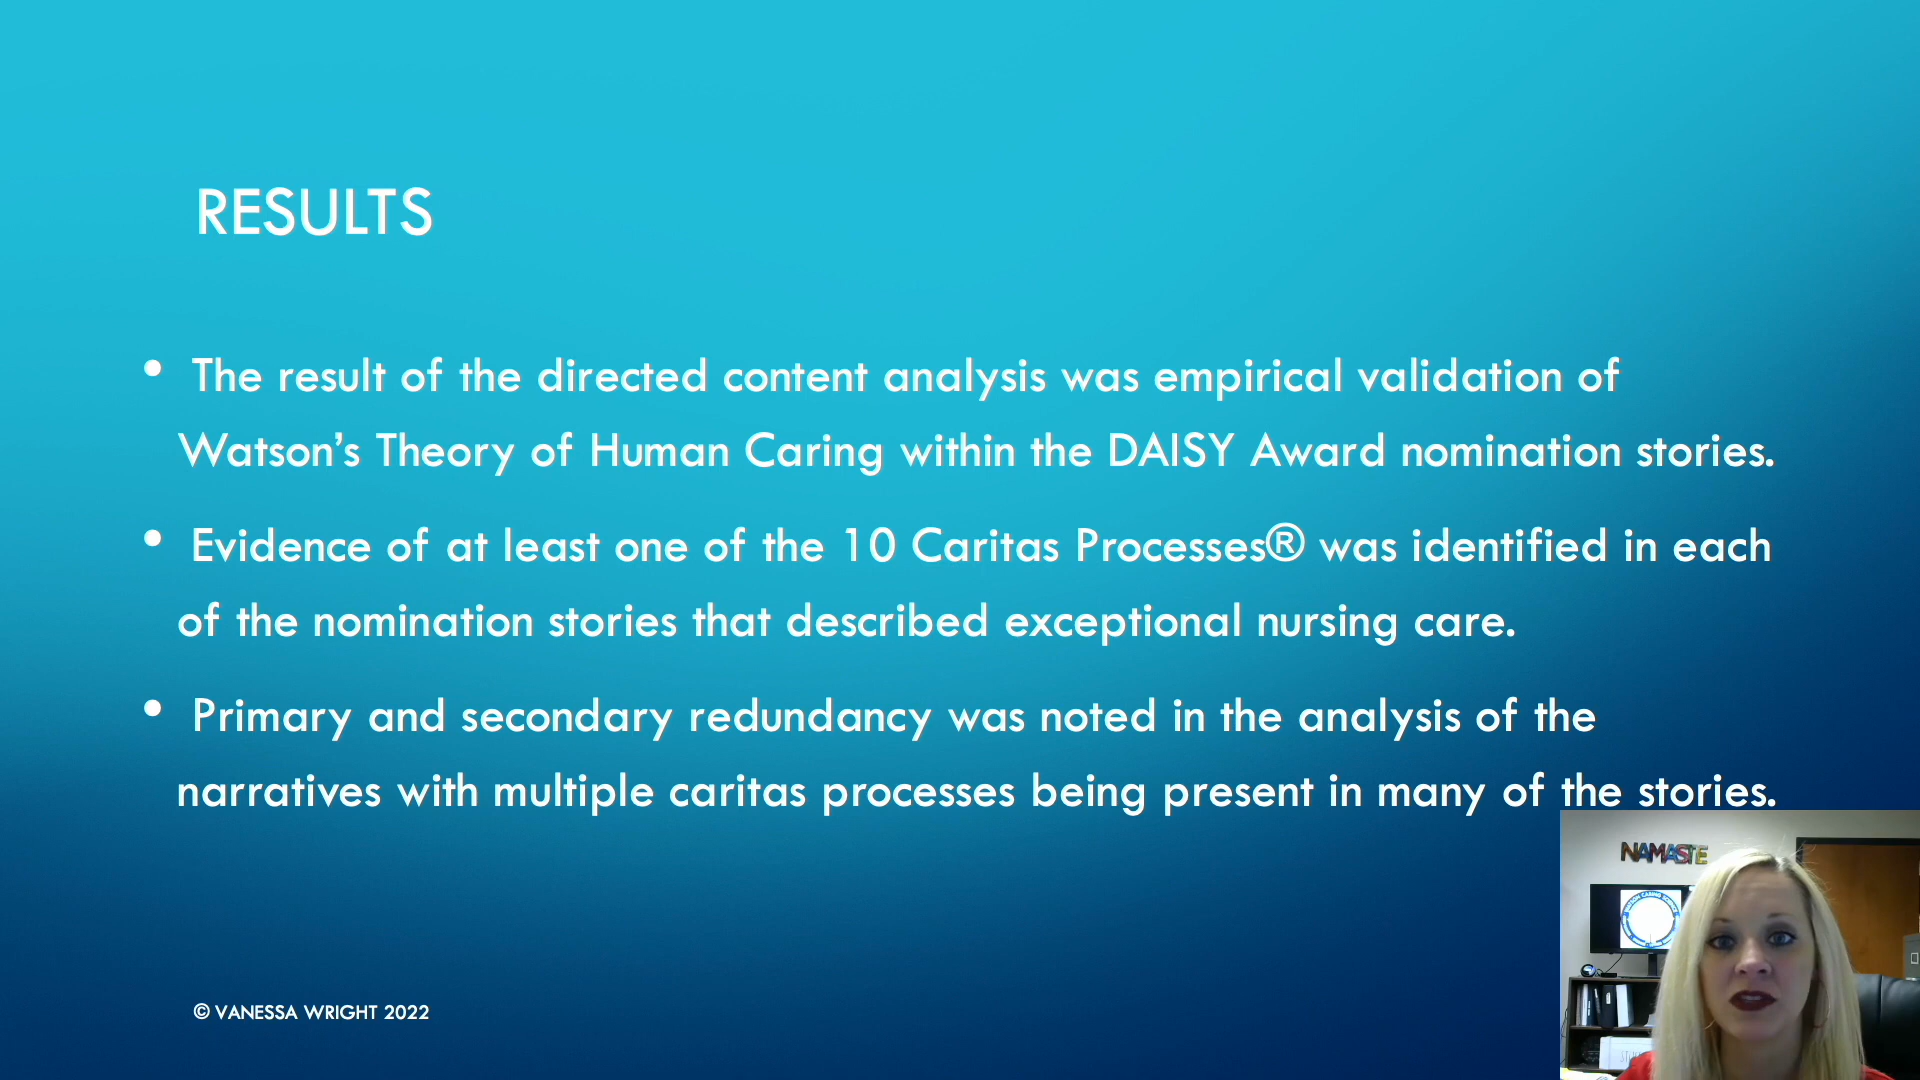 RESULTS
• The result of the directed content analysis was empirical validation of
Watson's Theory of Human Caring within the DAISY Award nomination stories.
• Evidence of at least one of the 10 Caritas Processes® was identified in each
of the nomination stories that described exceptional nursing care.
• Primary and secondary redundancy was noted in the analysis of the
narratives with multiple caritas processes being present in many of the stories.
NAMASTE
WATSON CARING SCIENCE
© VANESSA WRIGHT 2022